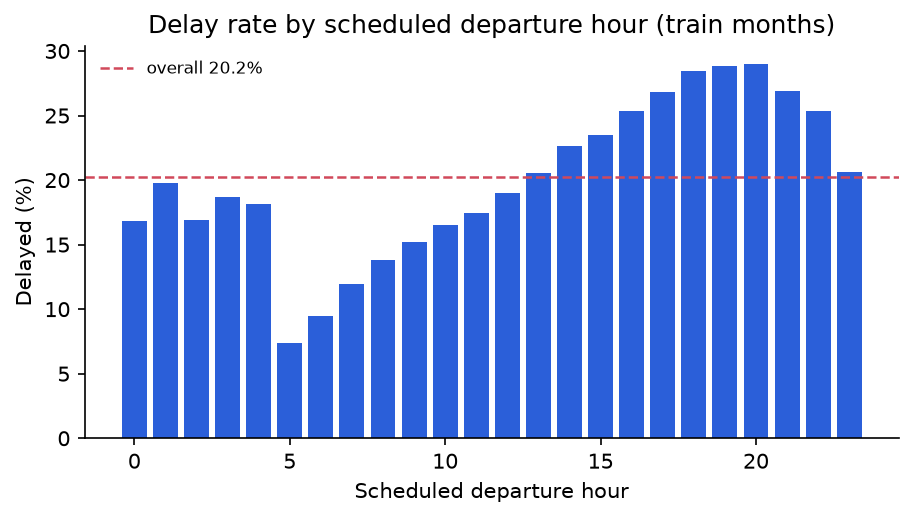 Delay rate by scheduled departure hour (train months)
overall 20.2%
Delayed (%)
30
25
20
15
10
5
0
0 5 10 15 20
Scheduled departure hour